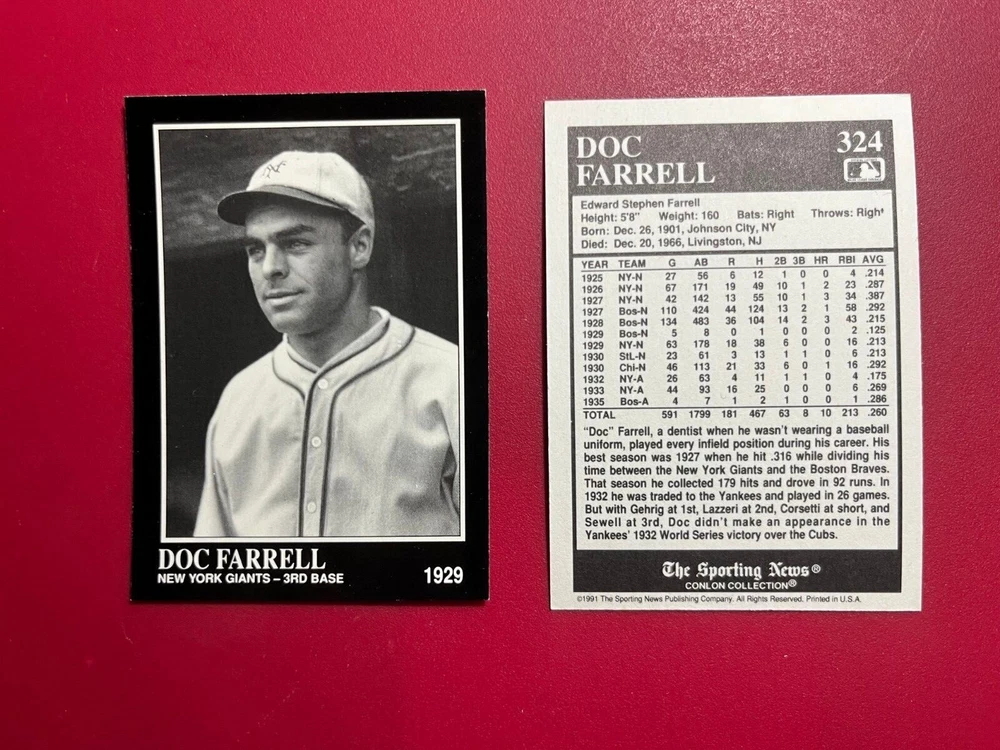 NY
DOC FARRELL
NEW YORK GIANTS – 3RD BASE
1929
DOC
FARRELL
324
Edward Stephen Farrell
Height: 5'8" Weight: 160 Bats: Right Throws: Right
Born: Dec. 26, 1901, Johnson City, NY
Died: Dec. 20, 1966, Livingston, NJ
YEAR TEAM G AB R H 2B 3B HR RBI AVG
1925 NY-N 27 56 6 12 1 0 0 4 .214
1926 NY-N 67 171 19 49 10 1 2 23 .287
1927 NY-N 42 142 13 55 10 1 3 34 .387
1927 Bos-N 110 424 44 124 13 2 1 58 .292
1928 Bos-N 134 483 36 104 14 2 3 43 .215
1929 Bos-N 5 8 0 1 0 0 0 2 .125
1929 NY-N 63 178 18 38 6 0 0 16 .213
1930 StL-N 23 61 3 13 1 1 0 6 .213
1930 Chi-N 46 113 21 33 6 0 1 16 .292
1932 NY-A 26 63 4 11 1 1 0 4 .175
1933 NY-A 44 93 16 25 0 0 0 6 .269
1935 Bos-A 4 7 1 2 1 0 0 1 .286
TOTAL 591 1799 181 467 63 8 10 213 .260
"Doc" Farrell, a dentist when he wasn't wearing a baseball
uniform, played every infield position during his career. His
best season was 1927 when he hit .316 while dividing his
time between the New York Giants and the Boston Braves.
That season he collected 179 hits and drove in 92 runs. In
1932 he was traded to the Yankees and played in 26 games.
But with Gehrig at 1st, Lazzeri at 2nd, Corsetti at short, and
Sewell at 3rd, Doc didn't make an appearance in the
Yankees' 1932 World Series victory over the Cubs.
The Sporting News®
CONLON COLLECTION®
©1991 The Sporting News Publishing Company. All Rights Reserved. Printed in U.S.A.